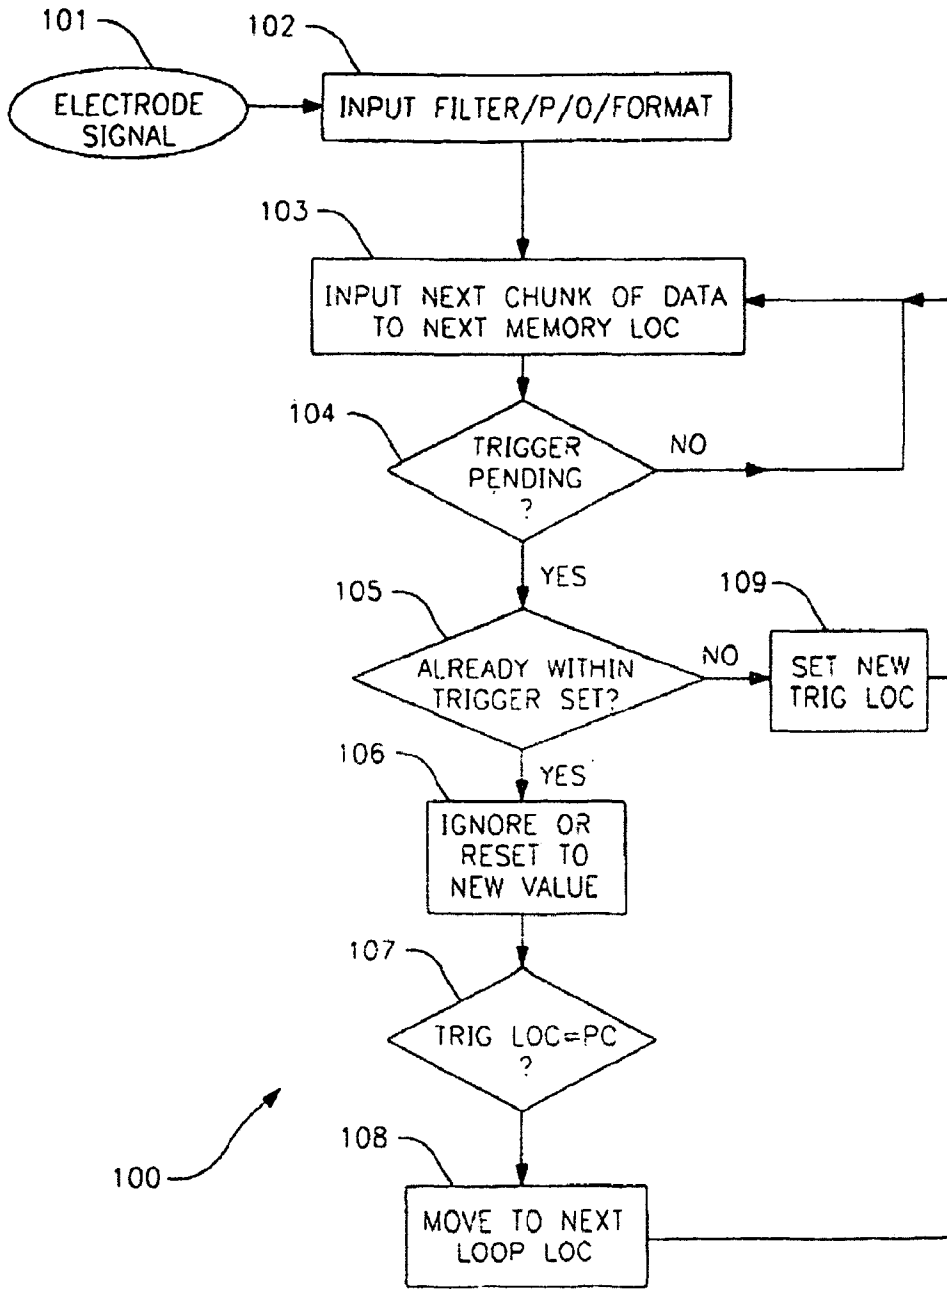 101
ELECTRODE
SIGNAL
102
INPUT FILTER/P/O/FORMAT
103
INPUT NEXT CHUNK OF DATA
TO NEXT MEMORY LOC
104
TRIGGER
PENDING
?
NO
YES
105
ALREADY WITHIN
TRIGGER SET?
NO
109
SET NEW
TRIG LOC
YES
106
IGNORE OR
RESET TO
NEW VALUE
107
TRIG LOC=PC
?
100
108
MOVE TO NEXT
LOOP LOC